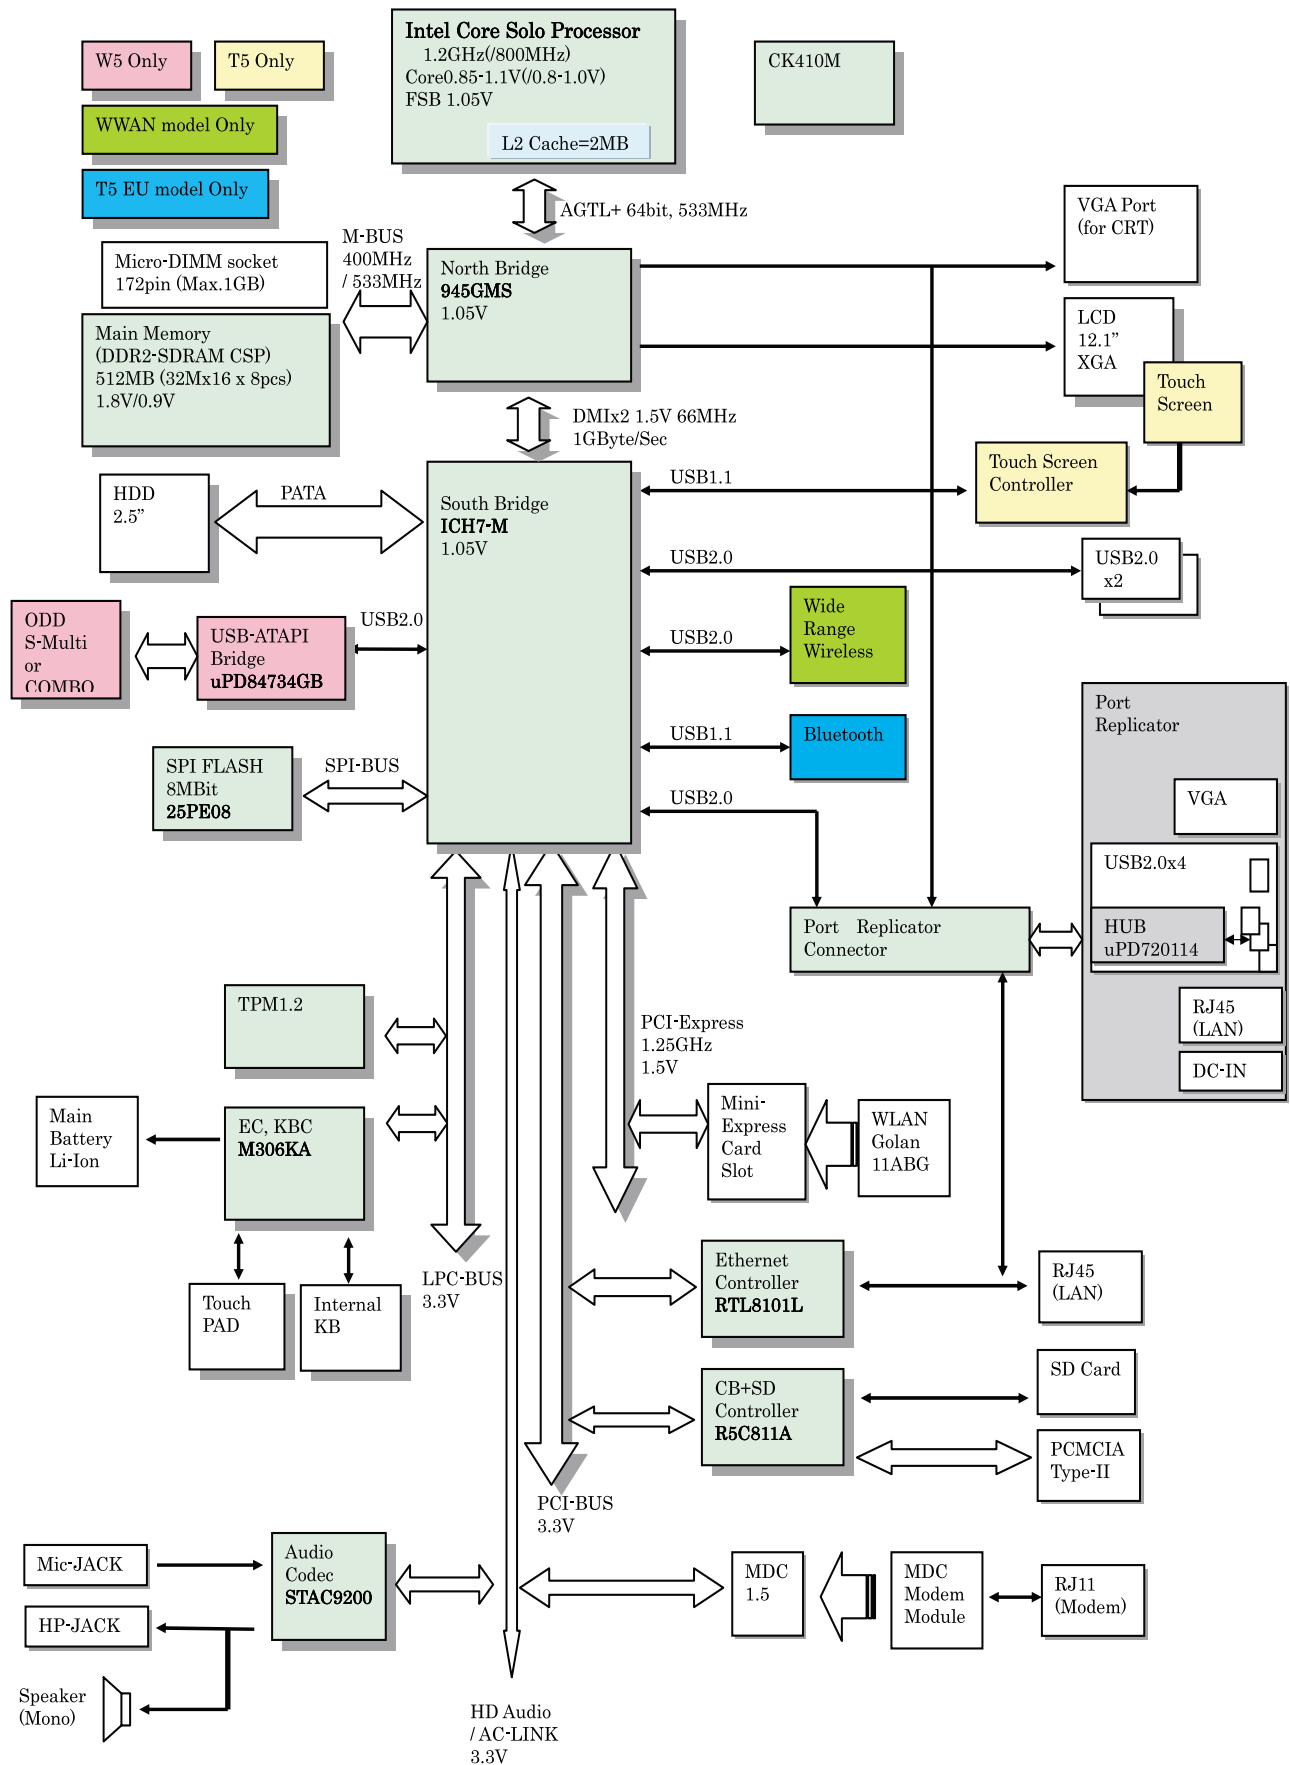 Intel Core Solo Processor
1.2GHz(/800MHz)
Core0.85-1.1V(/0.8-1.0V)
FSB 1.05V
L2 Cache=2MB
W5 Only
T5 Only
WWAN model Only
T5 EU model Only
CK410M
AGTL+ 64bit, 533MHz
VGA Port
(for CRT)
M-BUS
400MHz
/ 533MHz
Micro-DIMM socket
172pin (Max.1GB)
North Bridge
945GMS
1.05V
LCD
12.1”
XGA
Touch
Screen
Main Memory
(DDR2-SDRAM CSP)
512MB (32Mx16 x 8pcs)
1.8V/0.9V
DMIx2 1.5V 66MHz
1GByte/Sec
Touch Screen
Controller
USB1.1
HDD
2.5”
PATA
South Bridge
ICH7-M
1.05V
USB2.0
USB2.0
x2
ODD
S-Multi
or
COMBO
USB-ATAPI
Bridge
uPD84734GB
USB2.0
USB2.0
Wide
Range
Wireless
USB1.1
Bluetooth
Port
Replicator
SPI FLASH
8MBit
25PE08
SPI-BUS
USB2.0
VGA
USB2.0x4
HUB
uPD720114
RJ45
(LAN)
DC-IN
Port Replicator
Connector
TPM1.2
PCI-Express
1.25GHz
1.5V
Main
Battery
Li-Ion
EC, KBC
M306KA
Mini-
Express
Card
Slot
WLAN
Golan
11ABG
Touch
PAD
Internal
KB
LPC-BUS
3.3V
Ethernet
Controller
RTL8101L
RJ45
(LAN)
CB+SD
Controller
R5C811A
SD Card
PCMCIA
Type-II
PCI-BUS
3.3V
Mic-JACK
HP-JACK
Speaker
(Mono)
Audio
Codec
STAC9200
MDC
1.5
MDC
Modem
Module
RJ11
(Modem)
HD Audio
/ AC-LINK
3.3V